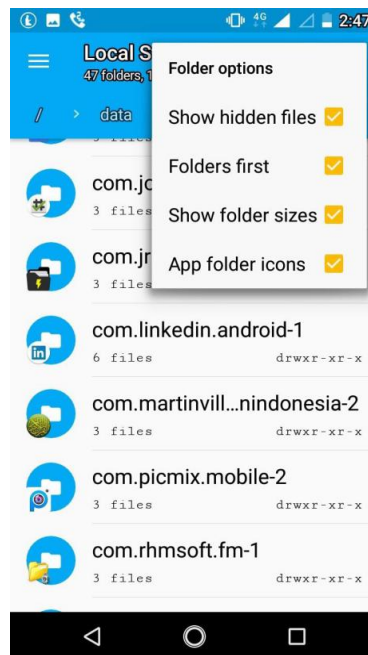 4G
2:47
Local S
47 folders, 1
/ > data
Folder options
Show hidden files
Folders first
Show folder sizes
App folder icons
com.jc
3 files
com.jr
3 files
com.linkedin.android-1
6 files drwxr-xr-x
com.martinvill...nindonesia-2
3 files drwxr-xr-x
com.picmix.mobile-2
3 files drwxr-xr-x
com.rhmsoft.fm-1
3 files drwxr-xr-x